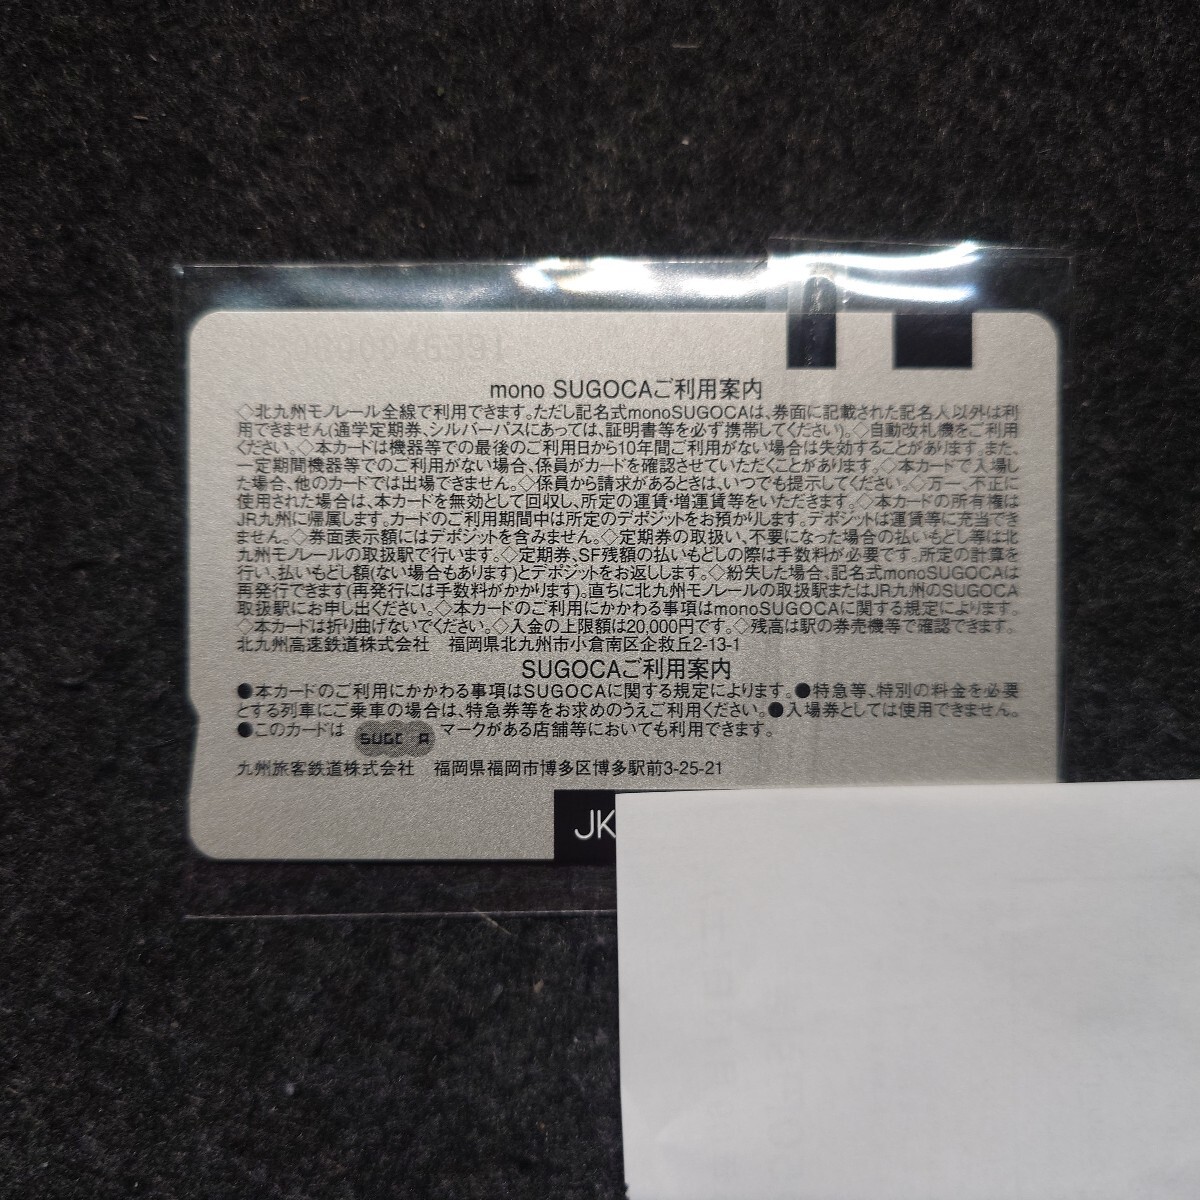 mono SUGOCAご利用案内
◇北九州モノレール全線で利用できます。ただし記名式monoSUGOCAは、券面に記載された記名人以外は利
用できません(通学定期券、シルバーパスにあっては、証明書等を必ず携帯してください)。◇自動改札機をご利用
ください。◇本カードは機器等での最後のご利用日から10年間ご利用がない場合は失効することがあります。また、
一定期間機器等でのご利用がない場合、係員がカードを確認させていただくことがあります。◇本カードで入場し
た場合、他のカードでは出場できません。◇係員から請求があるときは、いつでも提示してください。◇万一、不正に
使用された場合は、本カードを無効として回収し、所定の運賃・増運賃等をいただきます。◇本カードの所有権は
JR九州に帰属します。カードのご利用期間中は所定のデポジットをお預かりします。デポジットは運賃等に充当でき
ません。◇券面表示額にはデポジットを含みません。◇定期券の取扱い、不要になった場合の払いもどし等は北
九州モノレールの取扱駅で行います。◇定期券、SF残額の払いもどしの際は手数料が必要です。所定の計算を
行い、払いもどし額(ない場合もあります)とデポジットをお返しします。◇紛失した場合、記名式monoSUGOCAは
再発行できます(再発行には手数料がかかります)。直ちに北九州モノレールの取扱駅またはJR九州のSUGOCA
取扱駅にお申し出ください。◇本カードのご利用にかかわる事項はmonoSUGOCAに関する規定によります。
◇本カードは折り曲げないでください。◇入金の上限額は20,000円です。◇残高は駅の券売機等で確認できます。
北九州高速鉄道株式会社　福岡県北九州市小倉南区企救丘2-13-1
SUGOCAご利用案内
●本カードのご利用にかかわる事項はSUGOCAに関する規定によります。●特急等、特別の料金を必要
とする列車にご乗車の場合は、特急券等をお求めのうえご利用ください。●入場券としては使用できません。
●このカードは SUGOCA マークがある店舗等においても利用できます。
九州旅客鉄道株式会社　福岡県福岡市博多区博多駅前3-25-21
JK